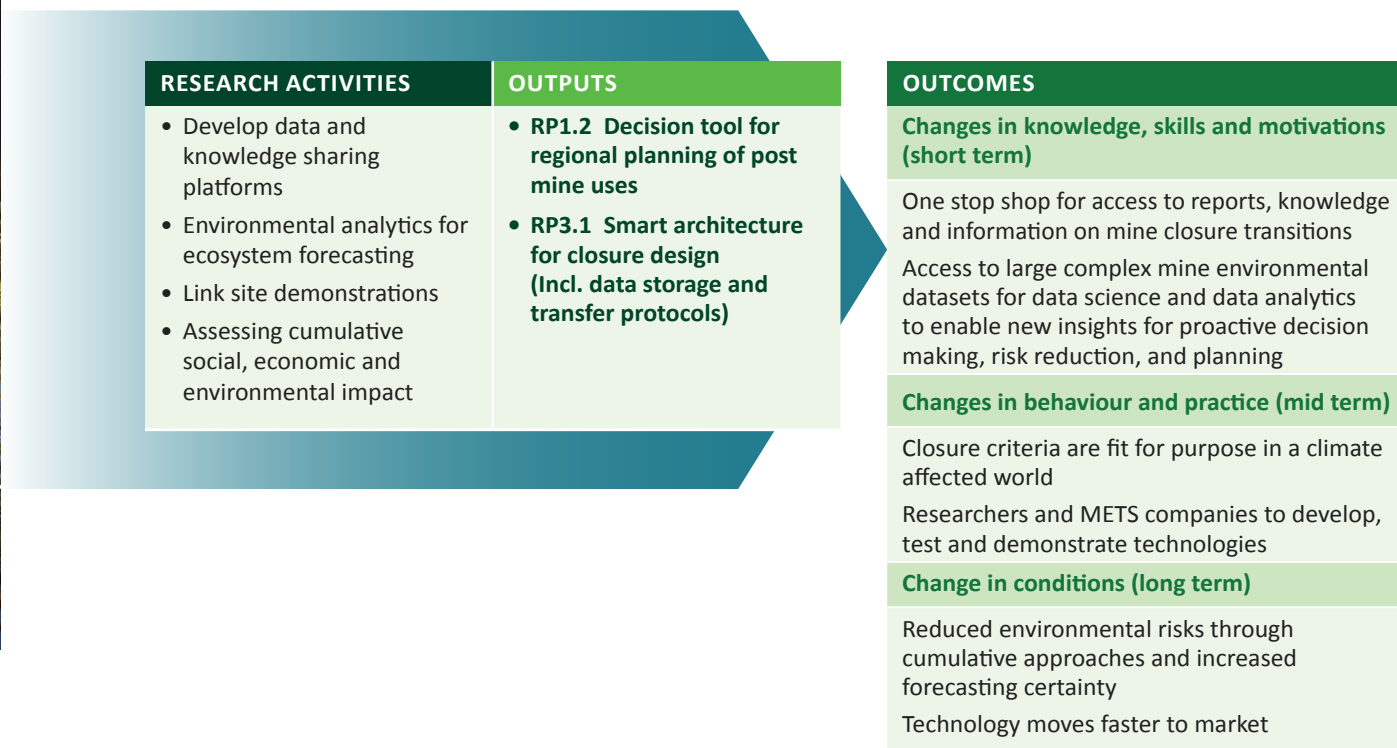 RESEARCH ACTIVITIES
• Develop data and
knowledge sharing
platforms
• Environmental analytics for
ecosystem forecasting
• Link site demonstrations
• Assessing cumulative
social, economic and
environmental impact
OUTPUTS
• RP1.2 Decision tool for
regional planning of post
mine uses
• RP3.1 Smart architecture
for closure design
(Incl. data storage and
transfer protocols)
OUTCOMES
Changes in knowledge, skills and motivations
(short term)
One stop shop for access to reports, knowledge
and information on mine closure transitions
Access to large complex mine environmental
datasets for data science and data analytics
to enable new insights for proactive decision
making, risk reduction, and planning
Changes in behaviour and practice (mid term)
Closure criteria are fit for purpose in a climate
affected world
Researchers and METS companies to develop,
test and demonstrate technologies
Change in conditions (long term)
Reduced environmental risks through
cumulative approaches and increased
forecasting certainty
Technology moves faster to market